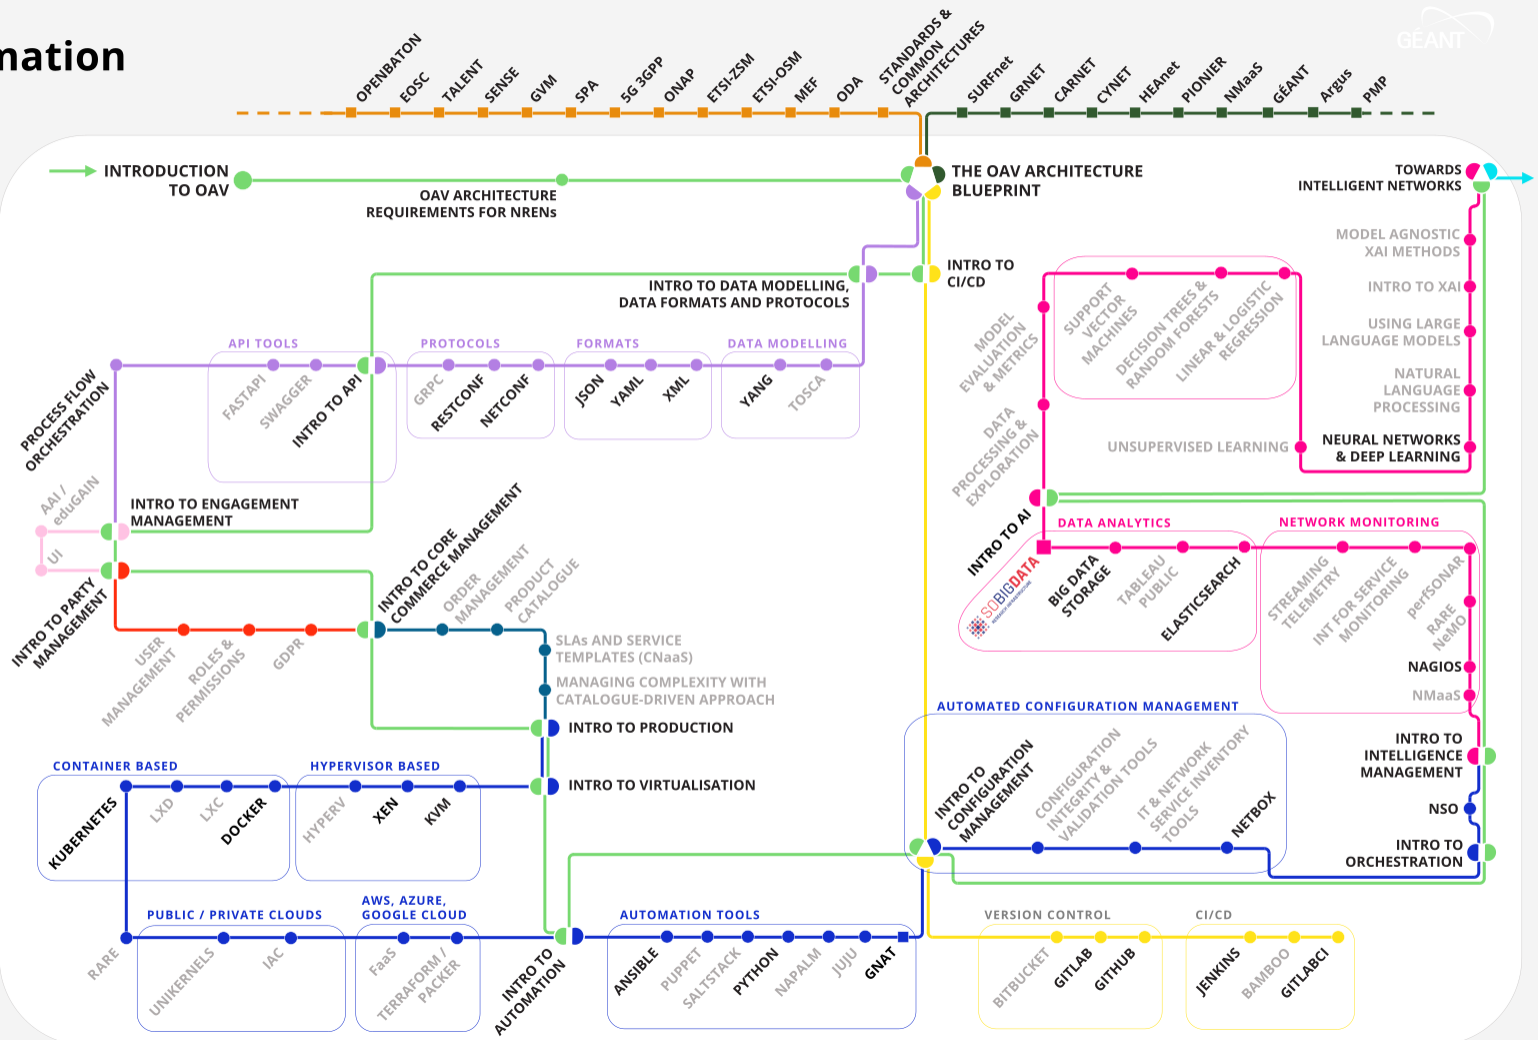 mation
GÉANT
OPENBATON
EOSC
TALENT
SENSE
GVM
SPA
5G 3GPP
ONAP
ETSI-ZSM
ETSI-OSM
MEF
ODA
STANDARDS &
COMMON
ARCHITECTURES
SURFnet
GRNET
CARNET
CYNET
HEAnet
PIONIER
NMaaS
GÉANT
Argus
PMP
INTRODUCTION
TO OAV
OAV ARCHITECTURE
REQUIREMENTS FOR NRENs
THE OAV ARCHITECTURE
BLUEPRINT
TOWARDS
INTELLIGENT NETWORKS
MODEL AGNOSTIC
XAI METHODS
INTRO TO XAI
USING LARGE
LANGUAGE MODELS
NATURAL
LANGUAGE
PROCESSING
NEURAL NETWORKS
& DEEP LEARNING
UNSUPERVISED LEARNING
INTRO TO
CI/CD
INTRO TO DATA MODELLING,
DATA FORMATS AND PROTOCOLS
SUPPORT
VECTOR
MACHINES
DECISION TREES &
RANDOM FORESTS
LINEAR & LOGISTIC
REGRESSION
MODEL
EVALUATION
& METRICS
DATA
PROCESSING &
EXPLORATION
INTRO TO AI
API TOOLS
FASTAPI
SWAGGER
INTRO TO API
PROTOCOLS
GRPC
RESTCONF
NETCONF
FORMATS
JSON
YAML
XML
DATA MODELLING
YANG
TOSCA
PROCESS FLOW
ORCHESTRATION
AAI /
eduGAIN
UI
INTRO TO ENGAGEMENT
MANAGEMENT
INTRO TO PARTY
MANAGEMENT
USER
MANAGEMENT
ROLES &
PERMISSIONS
GDPR
INTRO TO CORE
COMMERCE MANAGEMENT
ORDER
MANAGEMENT
PRODUCT
CATALOGUE
SLAs AND SERVICE
TEMPLATES (CNaaS)
MANAGING COMPLEXITY WITH
CATALOGUE-DRIVEN APPROACH
INTRO TO PRODUCTION
INTRO TO VIRTUALISATION
DATA ANALYTICS
SOBIGDATA
RESEARCH INFRASTRUCTURE
BIG DATA
STORAGE
TABLEAU
PUBLIC
ELASTICSEARCH
NETWORK MONITORING
STREAMING
TELEMETRY
INT FOR SERVICE
MONITORING
perfSONAR
RARE
NeMO
NAGIOS
NMaaS
INTRO TO
INTELLIGENCE
MANAGEMENT
NSO
INTRO TO
ORCHESTRATION
AUTOMATED CONFIGURATION MANAGEMENT
INTRO TO
CONFIGURATION
MANAGEMENT
CONFIGURATION
INTEGRITY &
VALIDATION TOOLS
IT & NETWORK
SERVICE INVENTORY
TOOLS
NETBOX
CONTAINER BASED
KUBERNETES
LXD
LXC
DOCKER
HYPERVISOR BASED
HYPERV
XEN
KVM
PUBLIC / PRIVATE CLOUDS
RARE
UNIKERNELS
IAC
AWS, AZURE,
GOOGLE CLOUD
FaaS
TERRAFORM /
PACKER
INTRO TO
AUTOMATION
AUTOMATION TOOLS
ANSIBLE
PUPPET
SALTSTACK
PYTHON
NAPALM
JUJU
GNAT
VERSION CONTROL
BITBUCKET
GITLAB
GITHUB
CI/CD
JENKINS
BAMBOO
GITLABCI